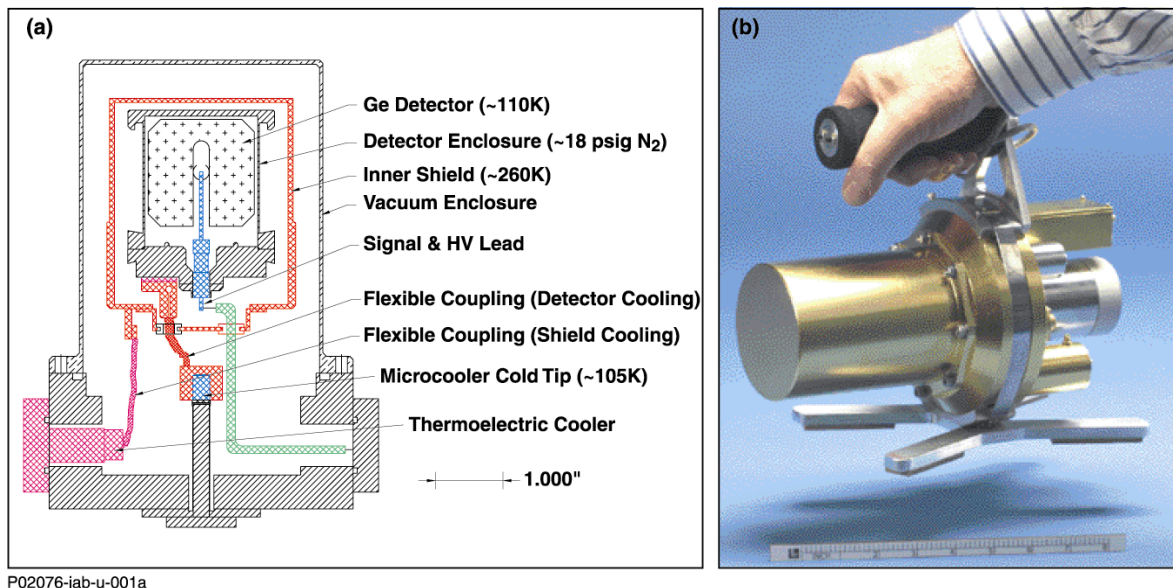 (a)
Ge Detector (~110K)
Detector Enclosure (~18 psig N₂)
Inner Shield (~260K)
Vacuum Enclosure
Signal & HV Lead
Flexible Coupling (Detector Cooling)
Flexible Coupling (Shield Cooling)
Microcooler Cold Tip (~105K)
Thermoelectric Cooler
1.000"
(b)
P02076-jab-u-001a